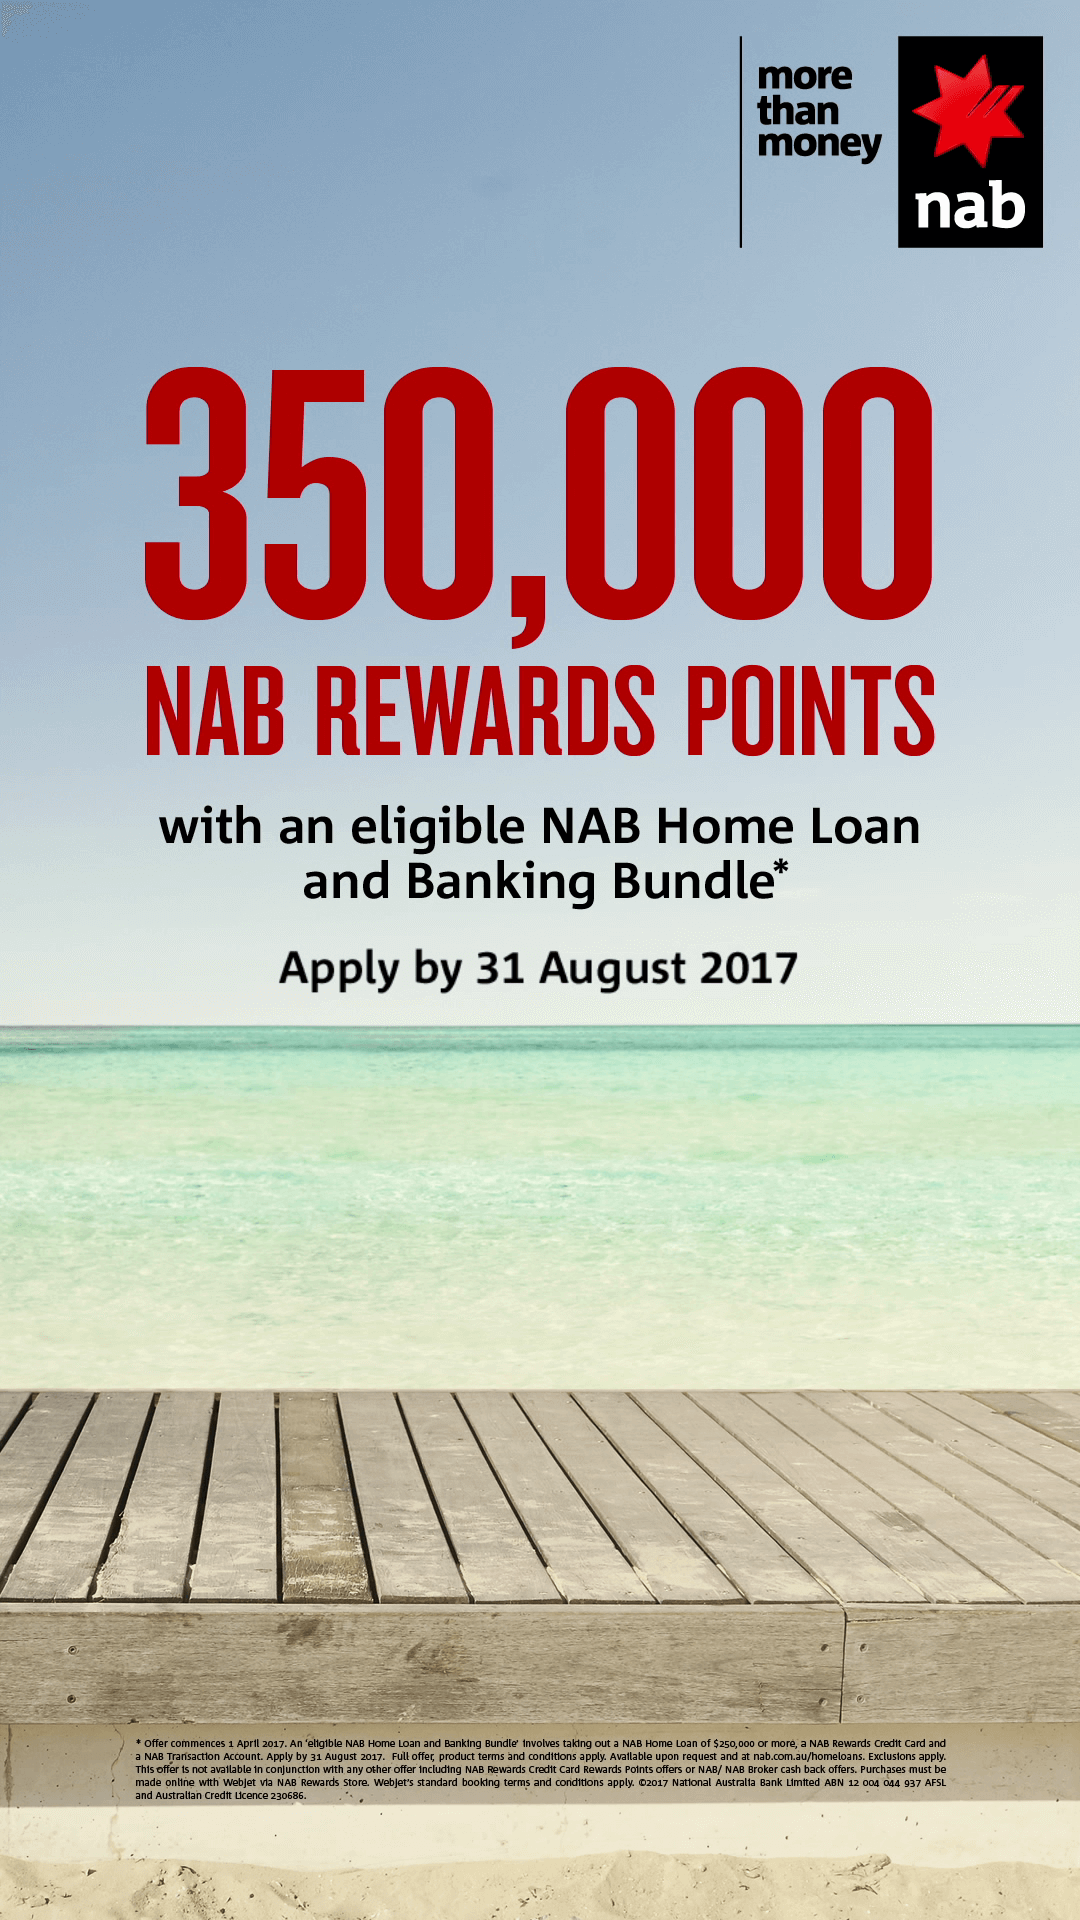 more
than
money
nab
350,000
NAB REWARDS POINTS
with an eligible NAB Home Loan
and Banking Bundle*
Apply by 31 August 2017
* Offer commences 1 April 2017. An 'eligible NAB Home Loan and Banking Bundle' involves taking out a NAB Home Loan of $250,000 or more, a NAB Rewards Credit Card and
a NAB Transaction Account. Apply by 31 August 2017. Full offer, product terms and conditions apply. Available upon request and at nab.com.au/homeloans. Exclusions apply.
This offer is not available in conjunction with any other offer including NAB Rewards Credit Card Rewards Points offers or NAB/ NAB Broker cash back offers. Purchases must be
made online with Webjet via NAB Rewards Store. Webjet's standard booking terms and conditions apply. ©2017 National Australia Bank Limited ABN 12 004 044 937 AFSL
and Australian Credit Licence 230686.